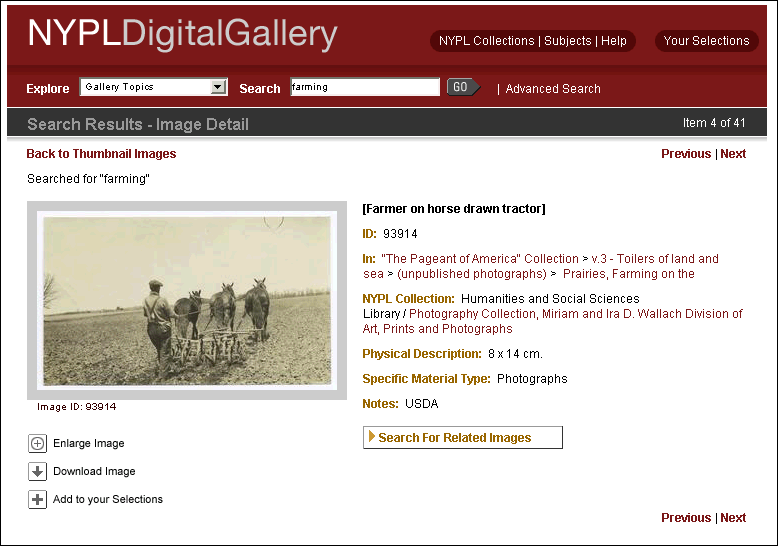 NYPLDigitalGallery
NYPL Collections | Subjects | Help
Your Selections
Explore
Gallery Topics
Search
farming
GO
| Advanced Search
Search Results - Image Detail
Item 4 of 41
Back to Thumbnail Images
Previous | Next
Searched for "farming"
[Farmer on horse drawn tractor]
ID: 93914
In: "The Pageant of America" Collection > v.3 - Toilers of land and
sea > (unpublished photographs) > Prairies, Farming on the
NYPL Collection: Humanities and Social Sciences
Library / Photography Collection, Miriam and Ira D. Wallach Division of
Art, Prints and Photographs
Physical Description: 8 x 14 cm.
Specific Material Type: Photographs
Notes: USDA
Search For Related Images
Image ID: 93914
Enlarge Image
Download Image
Add to your Selections
Previous | Next